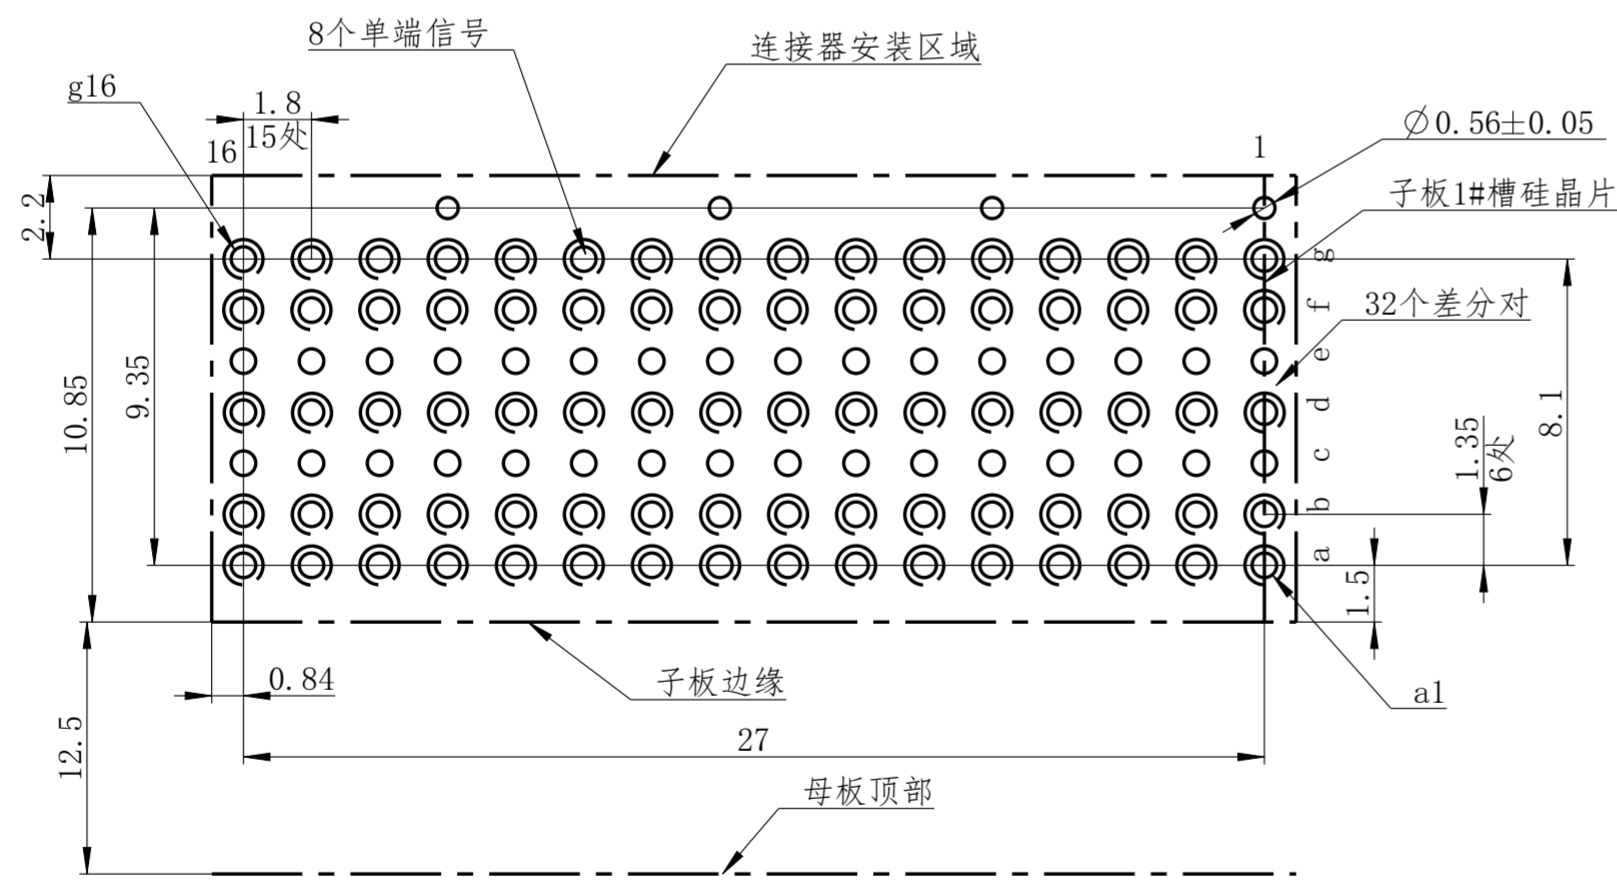 8个单端信号
连接器安装区域
g16
1.8
15处
∅0.56±0.05
16
1
子板1#槽硅晶片
2.2
g
f
32个差分对
e
10.85
9.35
d
8.1
c
1.35
6处
b
a
1.5
0.84
子板边缘
a1
12.5
27
母板顶部